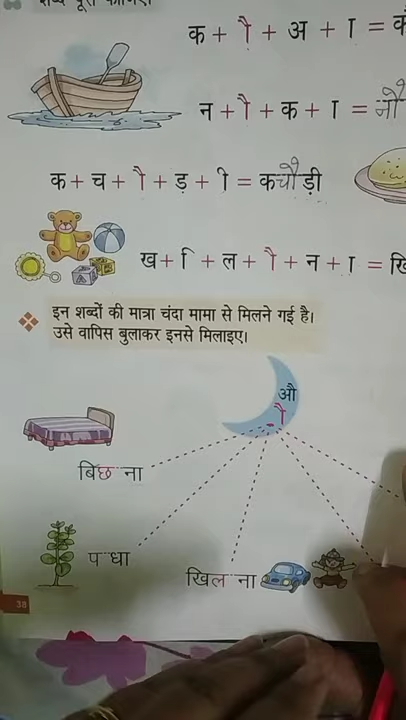 क + ौ + अ + ा =
न + ौ + क + ा = नौ
क + च + ौ + ड़ + ी = कचौड़ी
ख + ि + ल + ौ + न + ा = खि
इन शब्दों की मात्रा चंदा मामा से मिलने गई है।
उसे वापिस बुलाकर इनसे मिलाइए।
औ
ौ
बिछ--ना
प--धा
खिल--ना
38